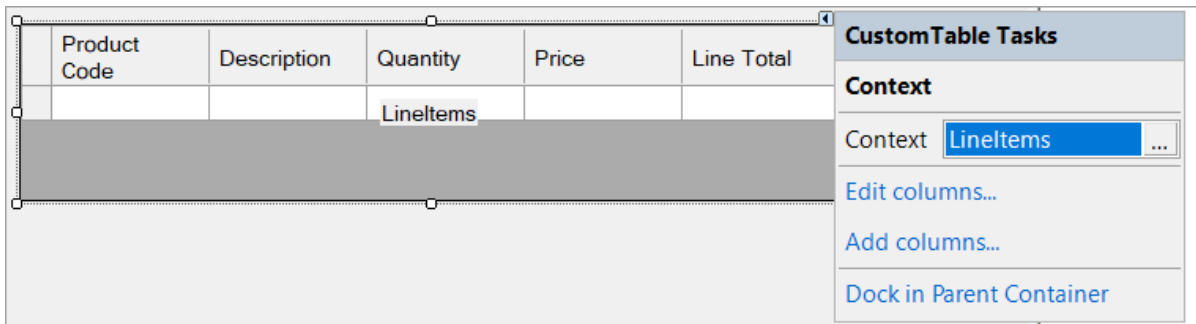 Product Code
Description
Quantity
Price
Line Total
LineItems
CustomTable Tasks
Context
Context LineItems ...
Edit columns...
Add columns...
Dock in Parent Container